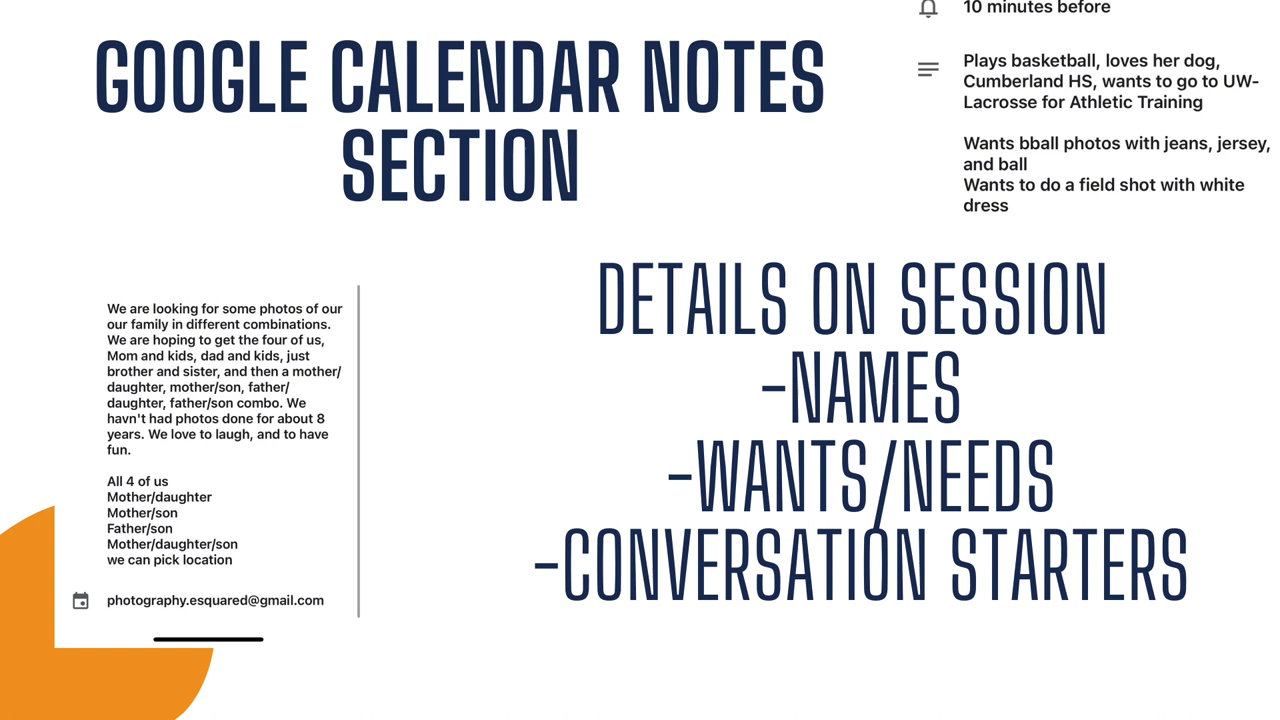 GOOGLE CALENDAR NOTES
SECTION
10 minutes before
Plays basketball, loves her dog,
Cumberland HS, wants to go to UW-
Lacrosse for Athletic Training
Wants bball photos with jeans, jersey,
and ball
Wants to do a field shot with white
dress
We are looking for some photos of our
our family in different combinations.
We are hoping to get the four of us,
Mom and kids, dad and kids, just
brother and sister, and then a mother/
daughter, mother/son, father/
daughter, father/son combo. We
havn't had photos done for about 8
years. We love to laugh, and to have
fun.
All 4 of us
Mother/daughter
Mother/son
Father/son
Mother/daughter/son
we can pick location
photography.esquared@gmail.com
DETAILS ON SESSION
-NAMES
-WANTS/NEEDS
-CONVERSATION STARTERS